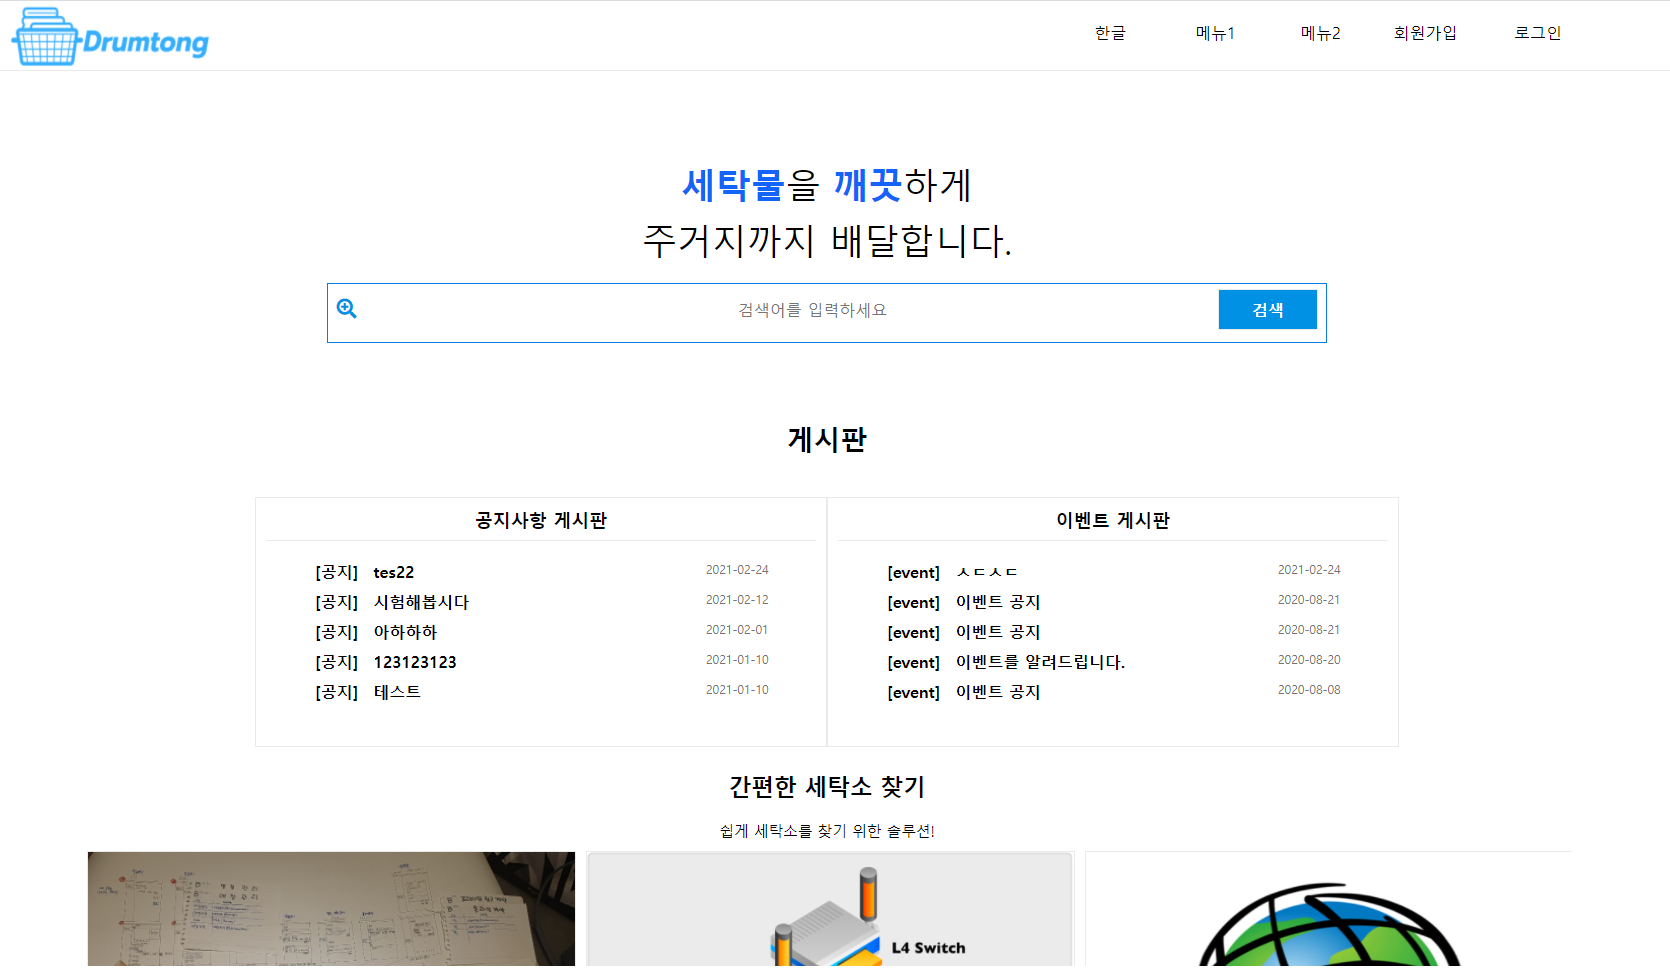 Drumtong
한글 메뉴1 메뉴2 회원가입 로그인
세탁물을 깨끗하게
주거지까지 배달합니다.
검색어를 입력하세요 검색
게시판
공지사항 게시판
[공지] tes22 2021-02-24
[공지] 시험해봅시다 2021-02-12
[공지] 아하하하 2021-02-01
[공지] 123123123 2021-01-10
[공지] 테스트 2021-01-10
이벤트 게시판
[event] ㅅㄷㅅㄷ 2021-02-24
[event] 이벤트 공지 2020-08-21
[event] 이벤트 공지 2020-08-21
[event] 이벤트를 알려드립니다. 2020-08-20
[event] 이벤트 공지 2020-08-08
간편한 세탁소 찾기
쉽게 세탁소를 찾기 위한 솔루션!
L4 Switch